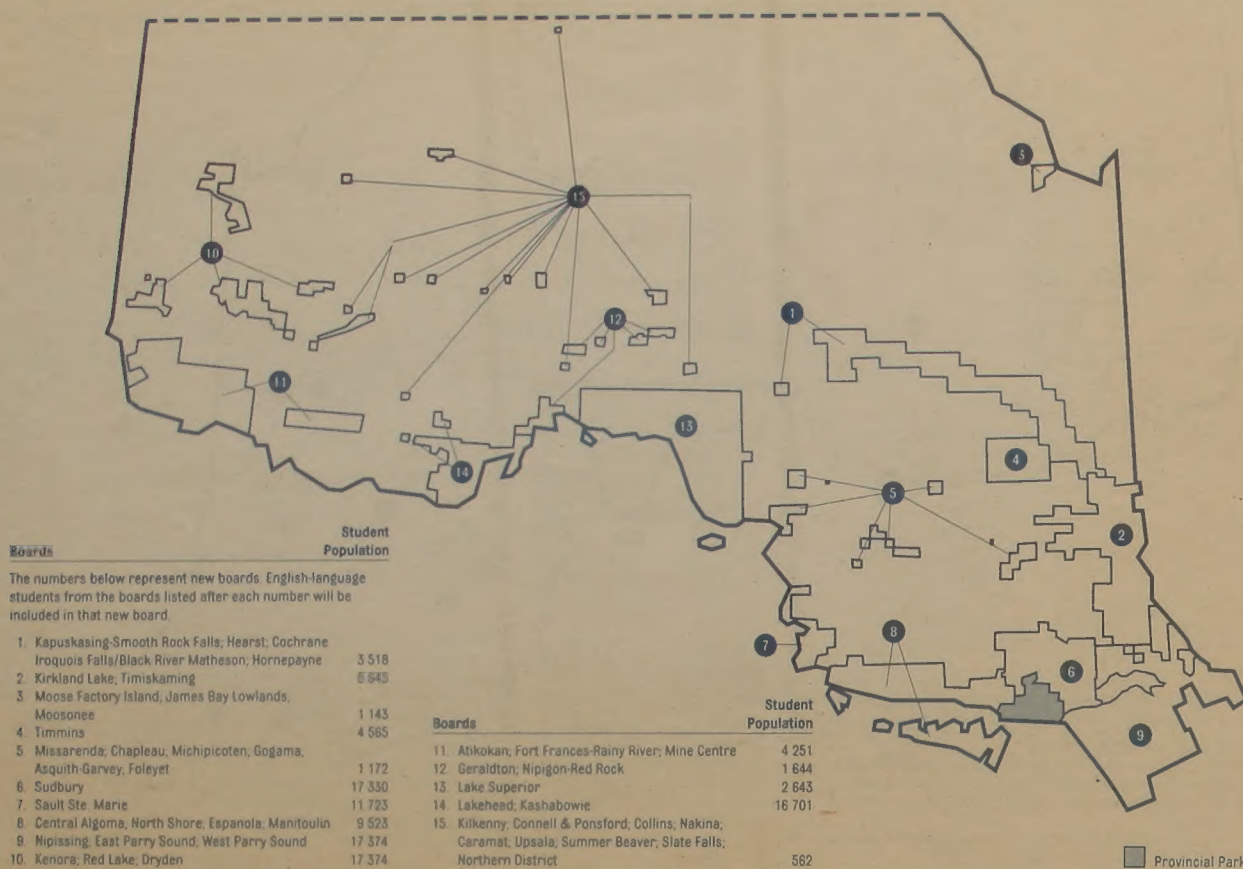 15
3
10
12
1
11
13
4
14
5
2
7
8
6
9
Boards Student Population
The numbers below represent new boards. English-language
students from the boards listed after each number will be
included in that new board.
1. Kapuskasing-Smooth Rock Falls; Hearst; Cochrane
Iroquois Falls/Black River Matheson; Hornepayne 3 518
2. Kirkland Lake; Timiskaming
3 Moose Factory Island; James Bay Lowlands,
Moosonee 1 143
4. Timmins 4 565
5 Missarenda; Chapleau, Michipicoten, Gogama,
Asquith-Garvey; Foleyet 1 172
6. Sudbury 17 330
7. Sault Ste. Marie 11 723
8. Central Algoma; North Shore; Espanola; Manitoulin 9 523
9. Nipissing; East Parry Sound; West Parry Sound 17 374
10. Kenora; Red Lake; Dryden 17 374
Boards Student Population
11. Atikokan; Fort Frances-Rainy River; Mine Centre 4 251
12. Geraldton; Nipigon-Red Rock 1 644
13. Lake Superior 2 643
14. Lakehead; Kashabowie 16 701
15. Kilkenny; Connell & Ponsford; Collins; Nakina;
Caramat; Upsala; Summer Beaver; Slate Falls;
Northern District 562
Provincial Park